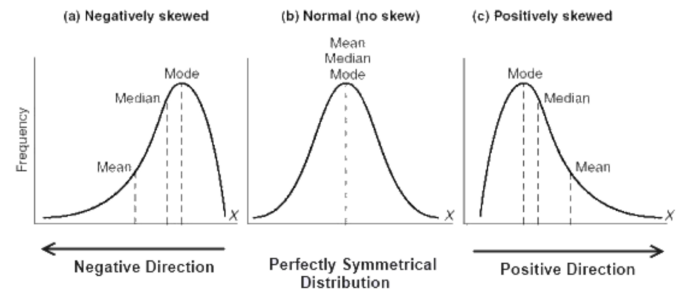 (a) Negatively skewed
(b) Normal (no skew)
(c) Positively skewed
Mean
Median
Mode
Mode
Median
Mean
Frequency
X
X
Mode
Median
Mean
X
Negative Direction
Perfectly Symmetrical
Distribution
Positive Direction